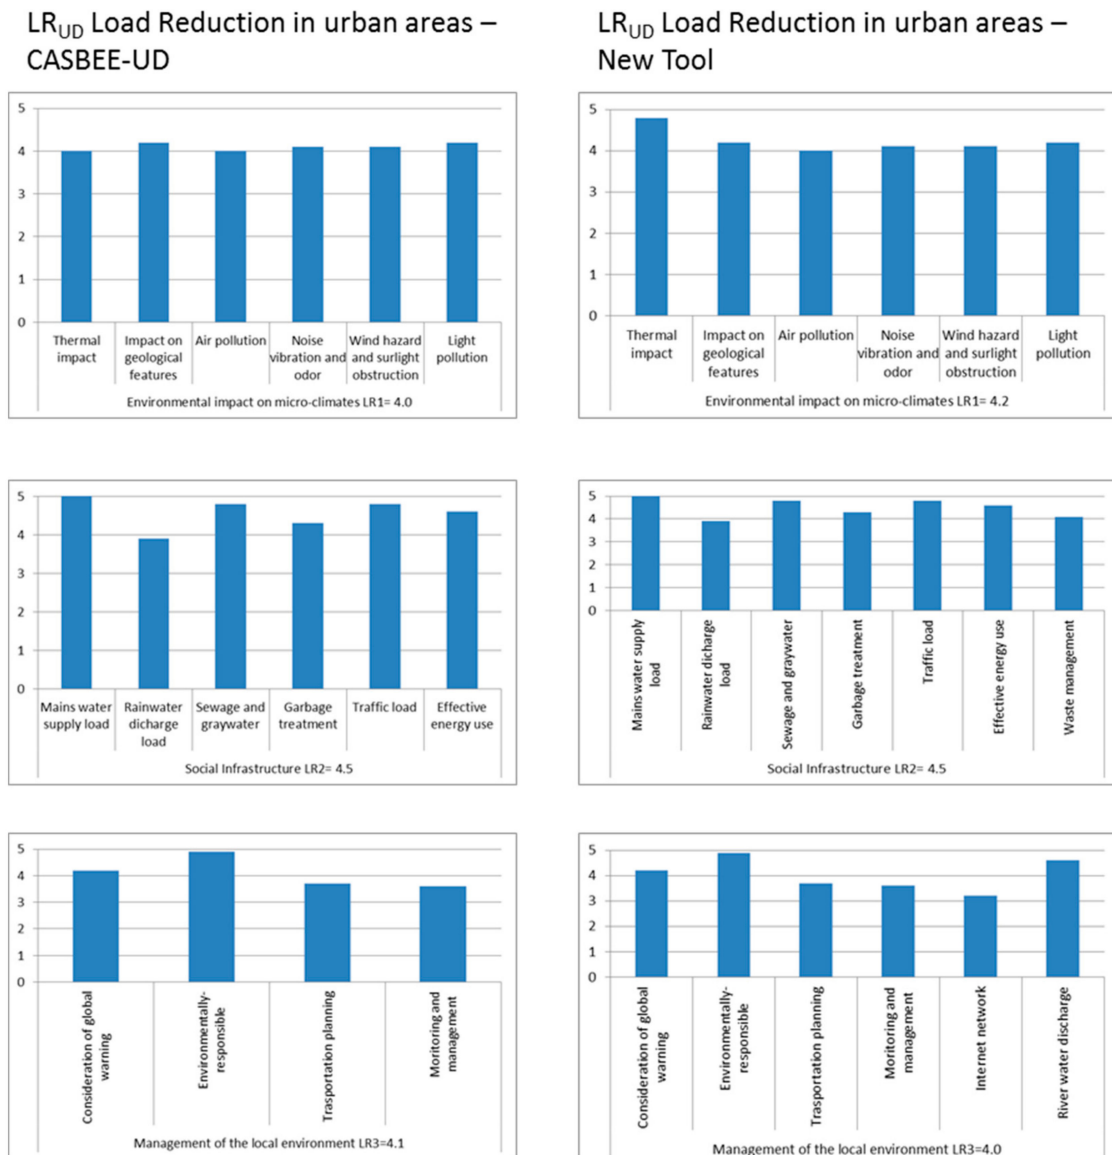 LRUD Load Reduction in urban areas –
CASBEE-UD
5
4
3
2
1
0
Thermal
impact
Impact on
geological
features
Air pollution
Noise
vibration and
odor
Wind hazard
and surlight
obstruction
Light
pollution
Environmental impact on micro-climates LR1= 4.0
5
4
3
2
1
0
Mains water
supply load
Rainwater
dicharge
load
Sewage and
graywater
Garbage
treatment
Traffic load
Effective
energy use
Social Infrastructure LR2= 4.5
5
4
3
2
1
0
Consideration of global
warning
Environmentally-
responsible
Trasportation planning
Moritoring and
management
Management of the local environment LR3=4.1
LRUD Load Reduction in urban areas –
New Tool
5
4
3
2
1
0
Thermal
impact
Impact on
geological
features
Air pollution
Noise
vibration and
odor
Wind hazard
and surlight
obstruction
Light
pollution
Environmental impact on micro-climates LR1= 4.2
5
4
3
2
1
0
Mains water supply
load
Rainwater dicharge
load
Sewage and graywater
Garbage treatment
Traffic load
Effective energy use
Waste management
Social Infrastructure LR2= 4.5
5
4
3
2
1
0
Consideration of global
warning
Environmentally-
responsible
Trasportation planning
Moritoring and
management
Internet network
River water discharge
Management of the local environment LR3=4.0